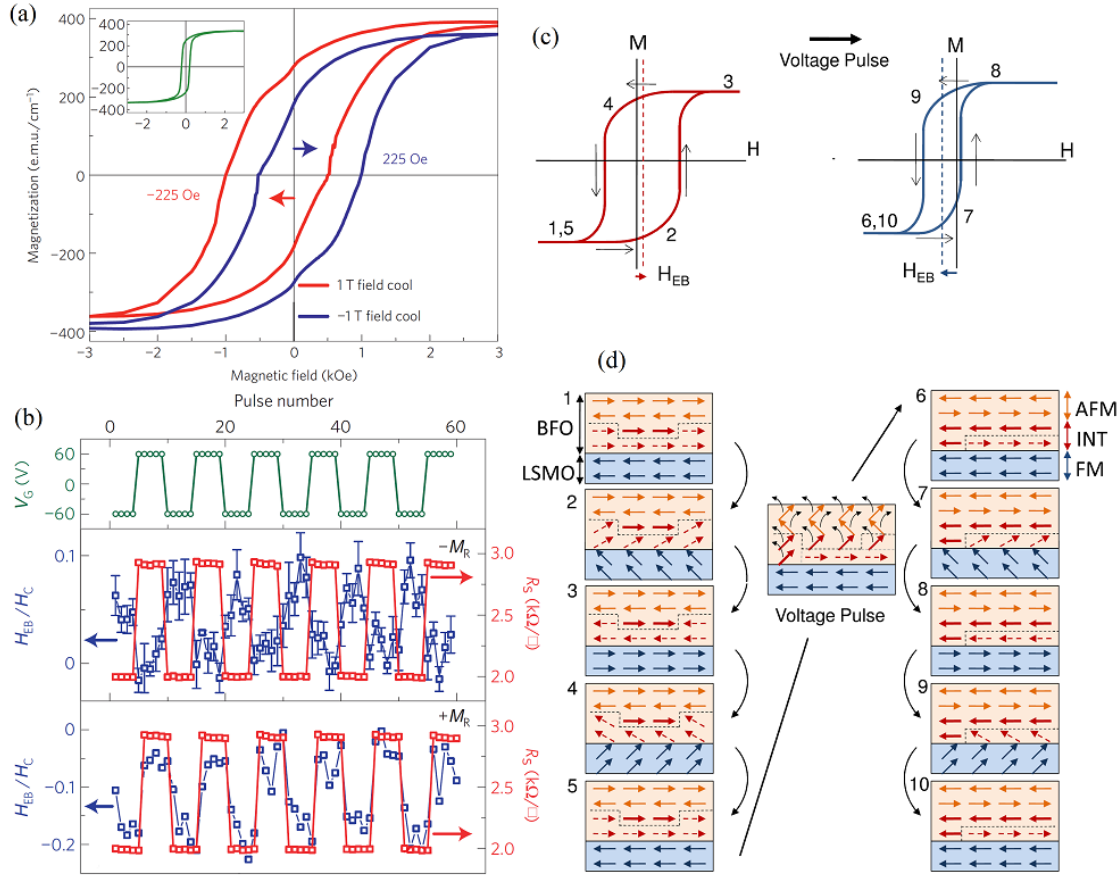 (a)
Magnetization (e.m.u./cm⁻³)
400
200
0
−200
−400
400
300
200
0
200
300
400
−2
0
2
−225 Oe
225 Oe
1 T field cool
−1 T field cool
−3
−2
−1
0
1
2
3
Magnetic field (kOe)
(b)
Pulse number
0
20
40
60
V_G (V)
60
0
−60
H_EB/H_C
0.1
0
−M_R
3.0
2.5
2.0
R_S (kΩ/□)
H_EB/H_C
0
−0.1
−0.2
+M_R
3.0
2.5
2.0
R_S (kΩ/□)
(c)
M
3
4
H
1,5
2
H_EB
Voltage Pulse
M
8
9
H
6,10
7
H_EB
(d)
1
BFO
LSMO
2
3
4
5
Voltage Pulse
6
AFM
INT
FM
7
8
9
10